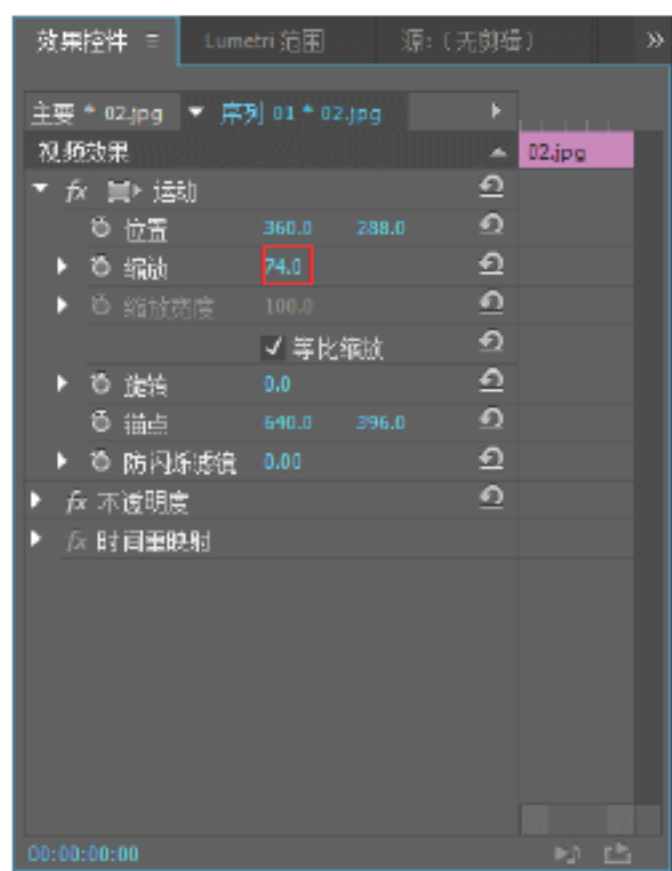 效果控件 Lumetri 范围 源:(无剪辑)
主要 * 02.jpg 序列 01 * 02.jpg
视频效果 02.jpg
fx 运动
位置 360.0 288.0
缩放 74.0
缩放宽度 100.0
等比缩放
旋转 0.0
锚点 640.0 396.0
防闪烁滤镜 0.00
fx 不透明度
fx 时间重映射
00:00:00:00